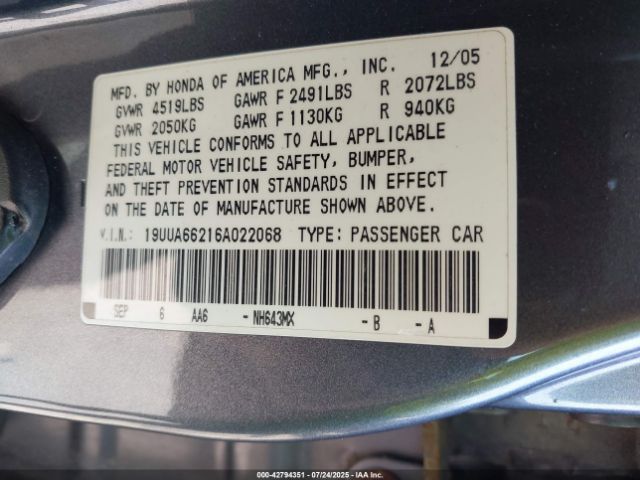 MFD. BY HONDA OF AMERICA MFG., INC. 12/05
GVWR 4519LBS GAWR F 2491LBS R 2072LBS
GVWR 2050KG GAWR F 1130KG R 940KG
THIS VEHICLE CONFORMS TO ALL APPLICABLE
FEDERAL MOTOR VEHICLE SAFETY, BUMPER,
AND THEFT PREVENTION STANDARDS IN EFFECT
ON THE DATE OF MANUFACTURE SHOWN ABOVE.
V.I.N.: 19UUA66216A022068 TYPE: PASSENGER CAR
SEP 6 AA6 - NH643MX - B - A
000-42794351 - 07/24/2025 - IAA Inc.